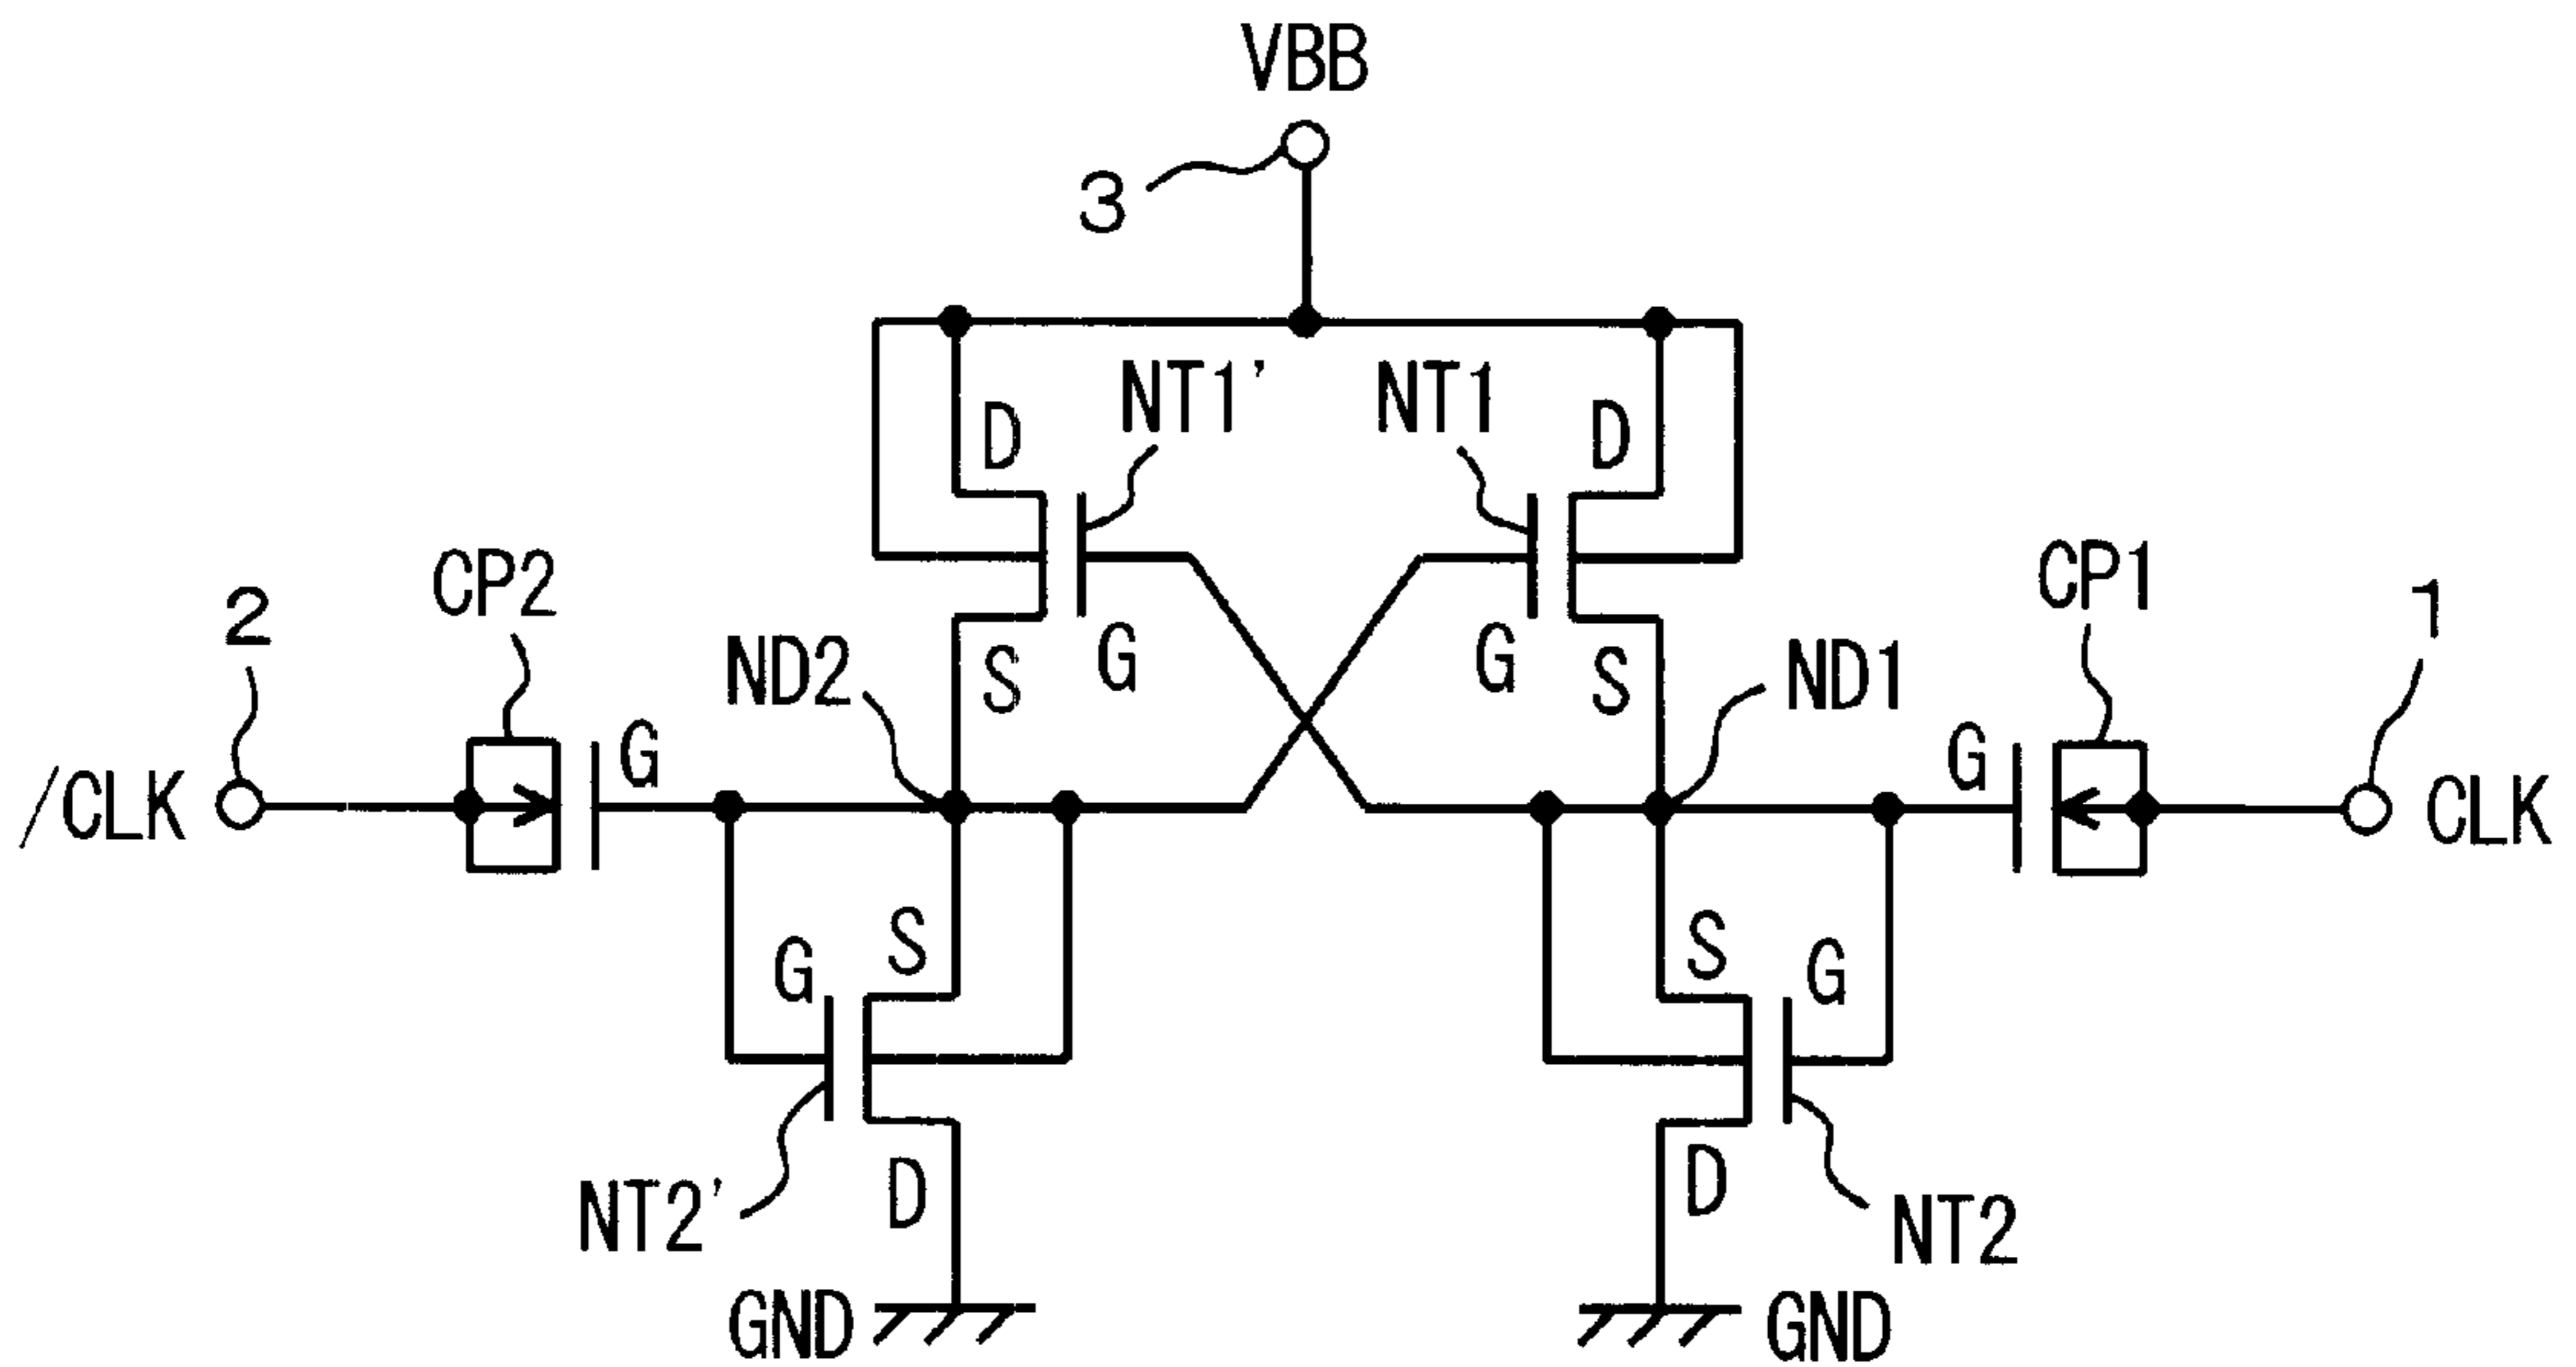 VBB
3
NT1'
NT1
D
D
CP2
CP1
2
1
ND2
S
G
G
S
ND1
G
G
/CLK
CLK
S
G
S
G
NT2'
D
D
NT2
GND
GND